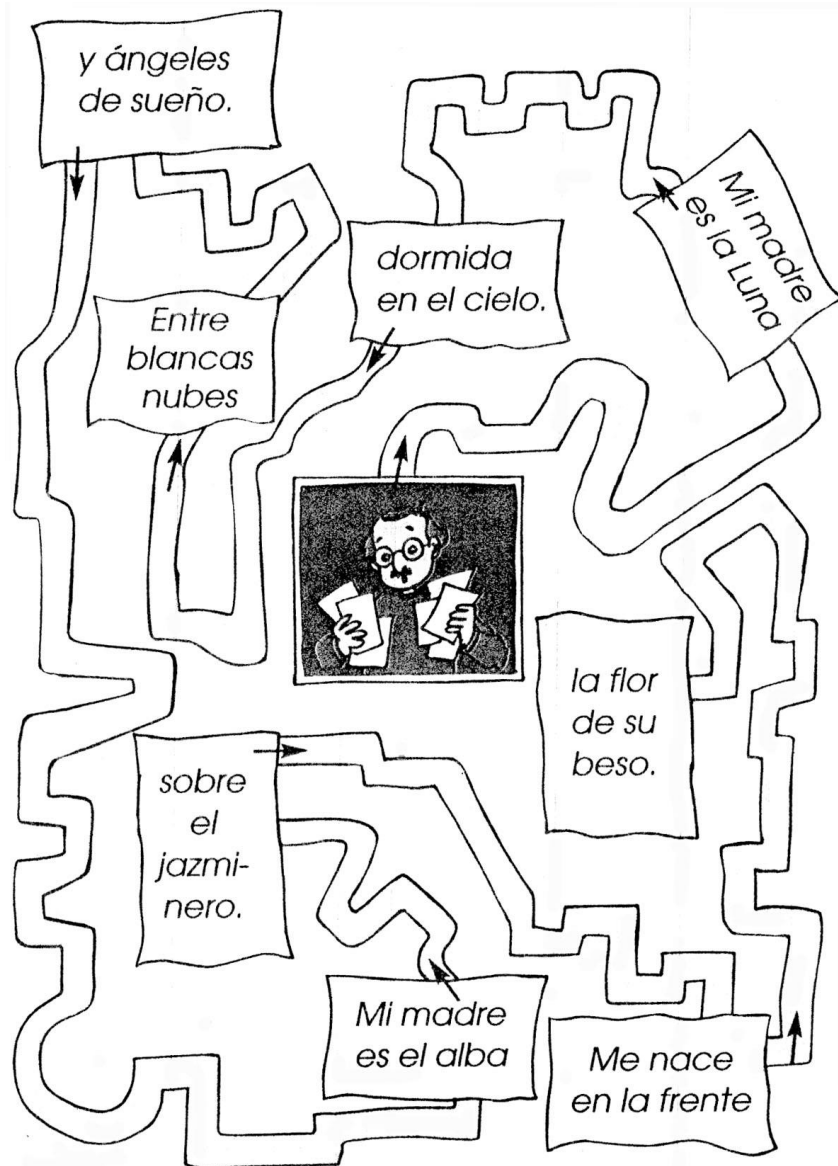 y ángeles
de sueño.
dormida
en el cielo.
Mi madre
es la Luna
Entre
blancas
nubes
la flor
de su
beso.
sobre
el
jazmi-
nero.
Mi madre
es el alba
Me nace
en la frente